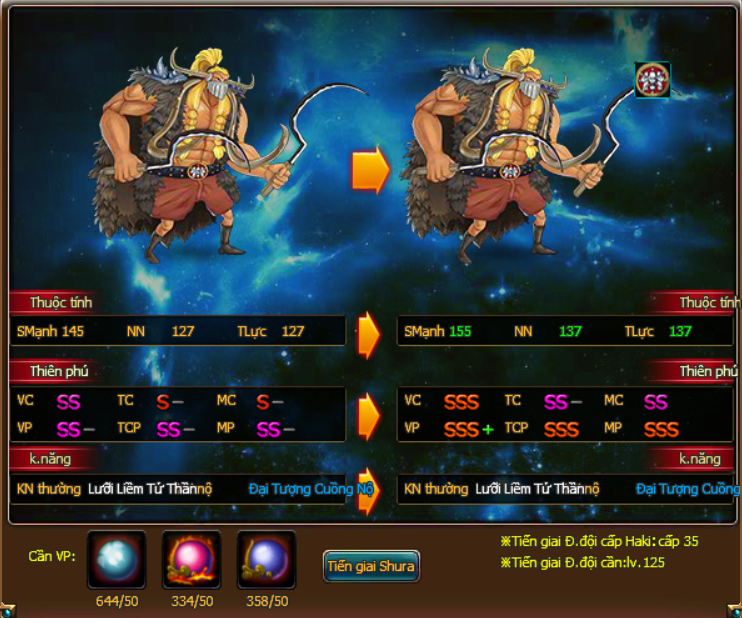 Thuộc tính Thuộc tính
SMạnh 145 NN 127 TLực 127 SMạnh 155 NN 137 TLực 137
Thiên phú Thiên phú
VC SS TC S– MC S– VC SSS TC SS– MC SS
VP SS– TCP SS– MP SS– VP SSS+ TCP SSS MP SSS
k.năng k.năng
KN thường Lưỡi Liềm Tử Thần nộ Đại Tượng Cuồng Nộ KN thường Lưỡi Liềm Tử Thần nộ Đại Tượng Cuồng
Cần VP: Tiến giai Shura ※Tiến giai Đ.đội cấp Haki: cấp 35
※Tiến giai Đ.đội cần:lv.125
644/50 334/50 358/50